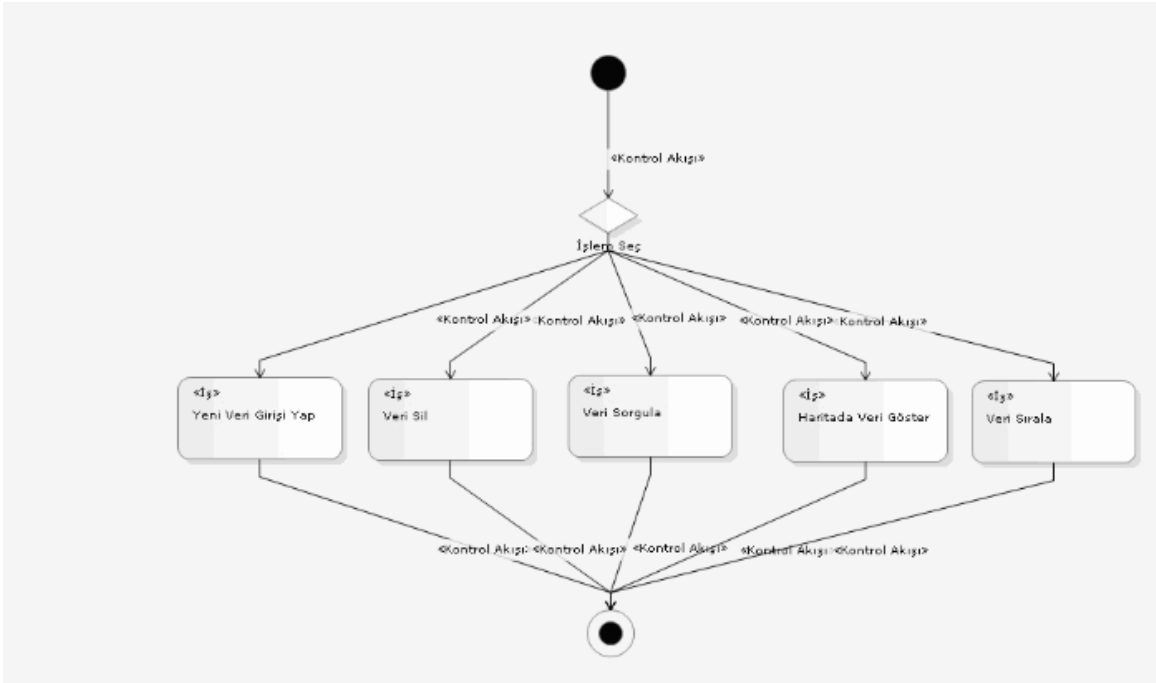 «Kontrol Akışı»
İşlem Seç
«Kontrol Akışı» «Kontrol Akışı» «Kontrol Akışı» «Kontrol Akışı» «Kontrol Akışı»
«İş» «İş» «İş» «İş» «İş»
Yeni Veri Girişi Yap Veri Sil Veri Sorgula Haritada Veri Göster Veri Sırala
«Kontrol Akışı» «Kontrol Akışı» «Kontrol Akışı» «Kontrol Akışı» «Kontrol Akışı»